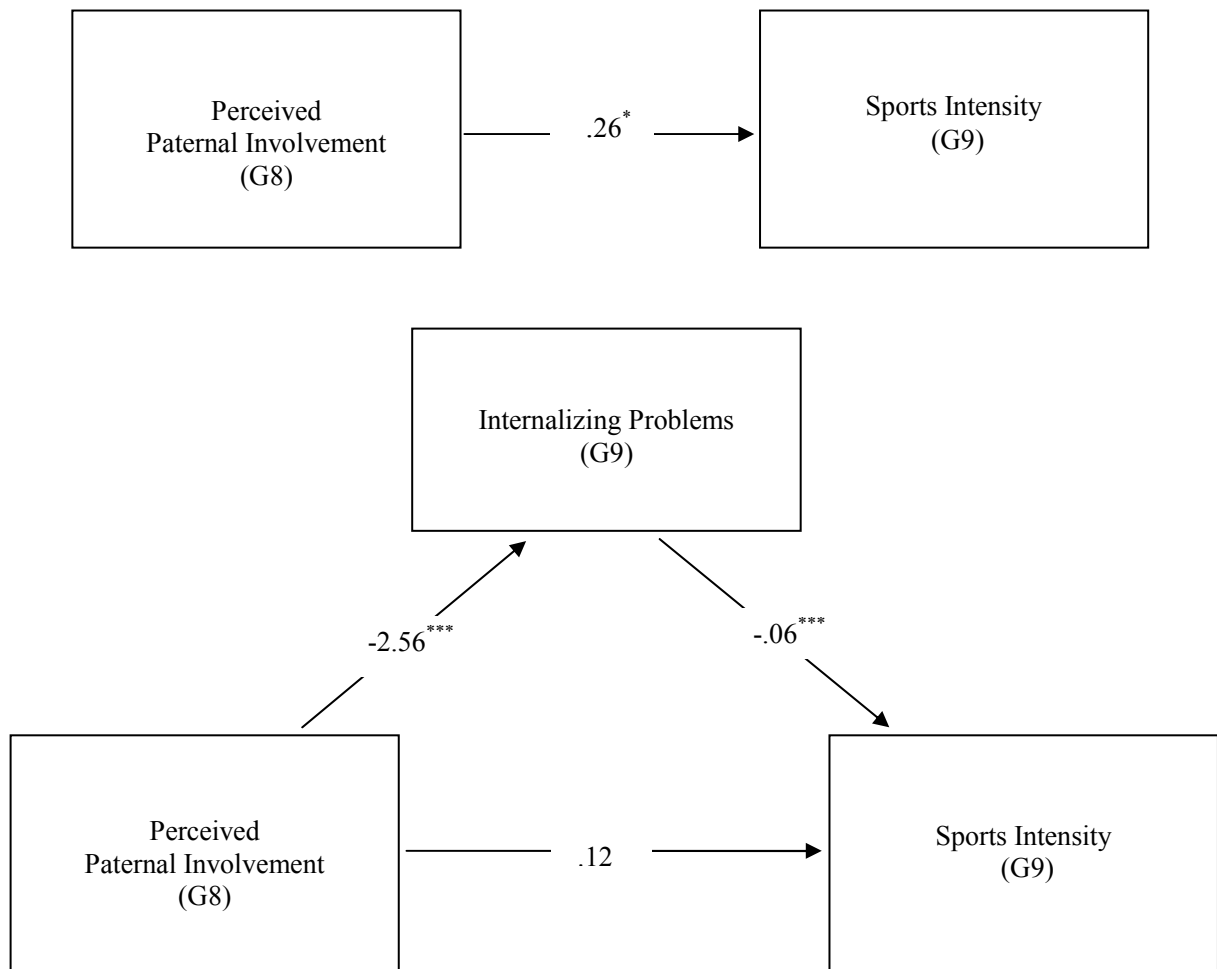 Perceived
Paternal Involvement
(G8)
.26*
Sports Intensity
(G9)
Internalizing Problems
(G9)
-2.56***
-.06***
Perceived
Paternal Involvement
(G8)
.12
Sports Intensity
(G9)